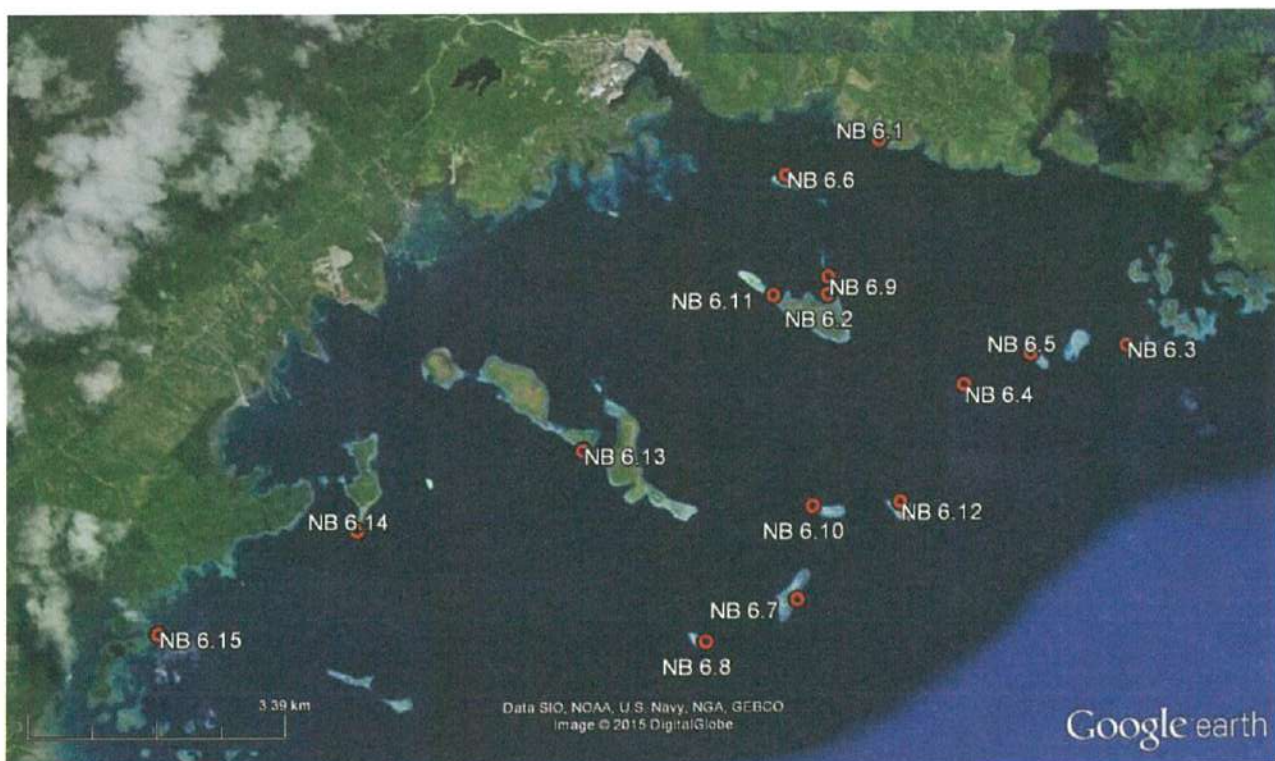 NB 6.1
NB 6.6
NB 6.9
NB 6.11
NB 6.2
NB 6.5
NB 6.3
NB 6.4
NB 6.13
NB 6.10
NB 6.12
NB 6.14
NB 6.7
NB 6.15
NB 6.8
3.39 km
Data SIO, NOAA, U.S. Navy, NGA, GEBCO
Image © 2015 DigitalGlobe
Google earth